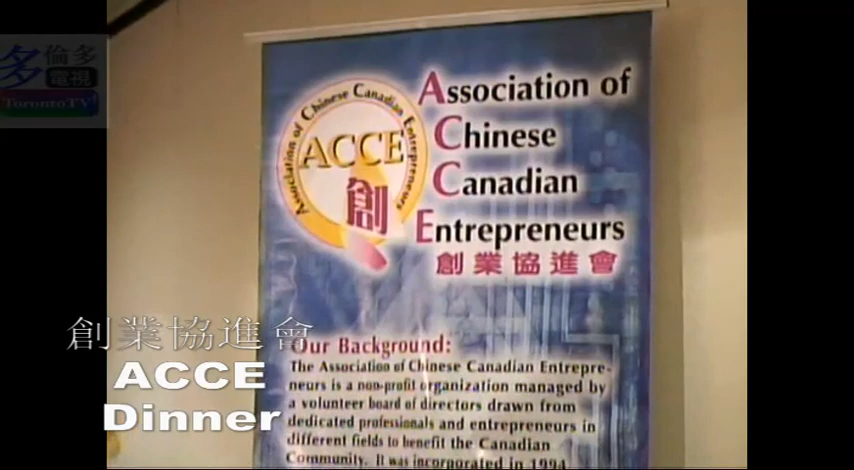 多倫多
電視
TorontoTV
Association of Chinese Canadian Entrepreneurs
ACCE
創
Association of
Chinese
Canadian
Entrepreneurs
創業協進會
創業協進會
ACCE
Dinner
Our Background:
The Association of Chinese Canadian Entrepre-
neurs is a non-profit organization managed by
a volunteer board of directors drawn from
dedicated professionals and entrepreneurs in
different fields to benefit the Canadian
Community. It was incorporated in 1994